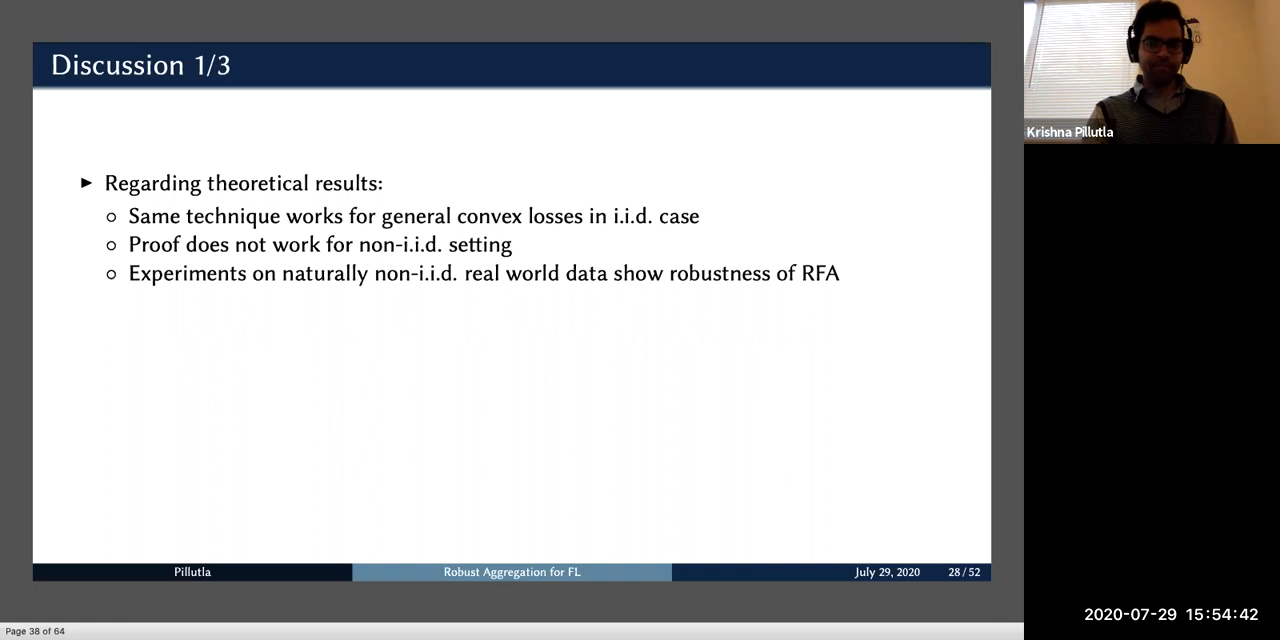 Discussion 1/3
Krishna Pillutla
► Regarding theoretical results:
○ Same technique works for general convex losses in i.i.d. case
○ Proof does not work for non-i.i.d. setting
○ Experiments on naturally non-i.i.d. real world data show robustness of RFA
Pillutla Robust Aggregation for FL July 29, 2020 28/52
2020-07-29 15:54:42
Page 38 of 64